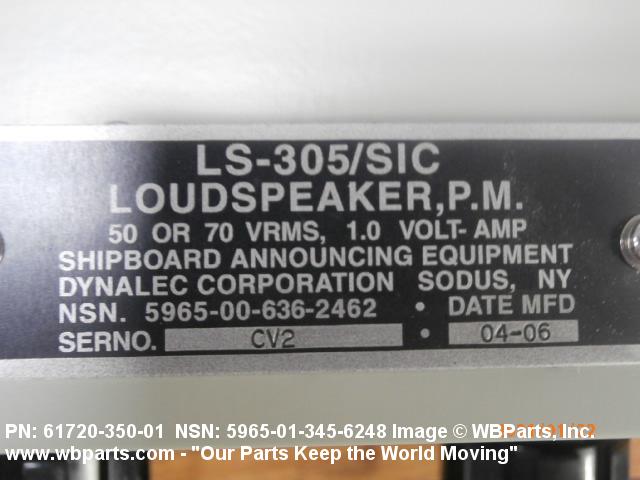 LS-305/SIC
LOUDSPEAKER, P.M.
50 OR 70 VRMS, 1.0 VOLT-AMP
SHIPBOARD ANNOUNCING EQUIPMENT
DYNALEC CORPORATION SODUS, NY
NSN. 5965-00-636-2462 • DATE MFD
SERNO. CV2 • 04-06
PN: 61720-350-01 NSN: 5965-01-345-6248 Image © WBParts, Inc.
www.wbparts.com - "Our Parts Keep the World Moving"